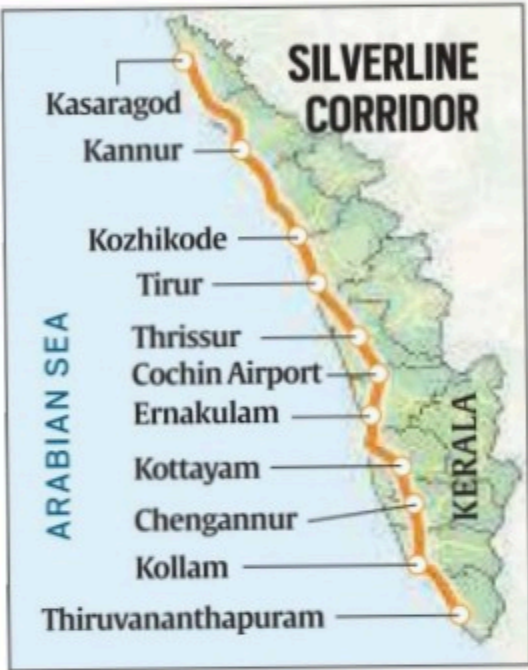 SILVERLINE
CORRIDOR
Kasaragod
Kannur
Kozhikode
Tirur
Thrissur
Cochin Airport
Ernakulam
Kottayam
Chengannur
Kollam
Thiruvananthapuram
ARABIAN SEA
KERALA